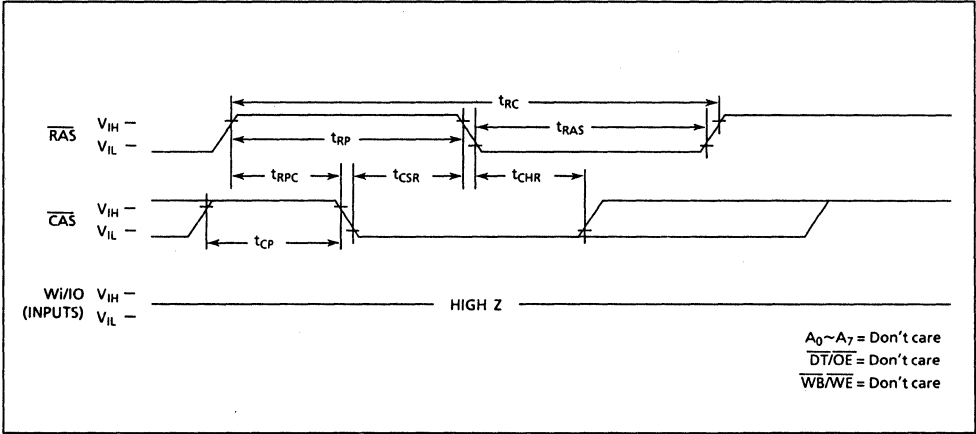 tRC
RAS VIH
VIL
tRP
tRAS
tRPC
tCSR
tCHR
CAS VIH
VIL
tCP
Wi/IO VIH
(INPUTS) VIL
HIGH Z
A0~A7 = Don't care
DT/OE = Don't care
WB/WE = Don't care